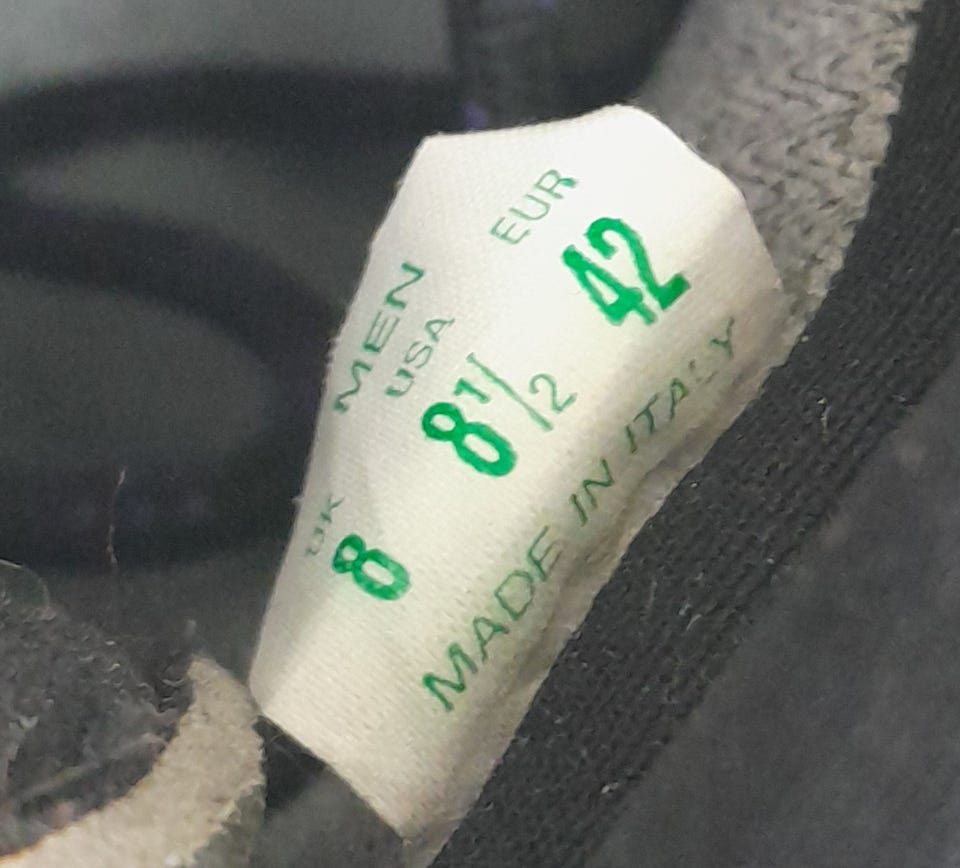 MEN
UK USA EUR
8 8 1/2 42
MADE IN ITALY